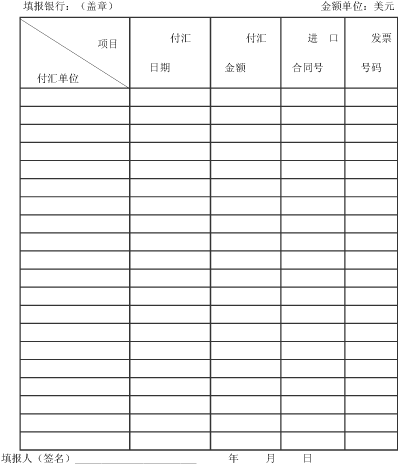 填报银行：（盖章） 金额单位：美元
项目 付汇 付汇 进 口 发票
付汇单位 日期 金额 合同号 号码
填报人（签名）______________________ 年 月 日